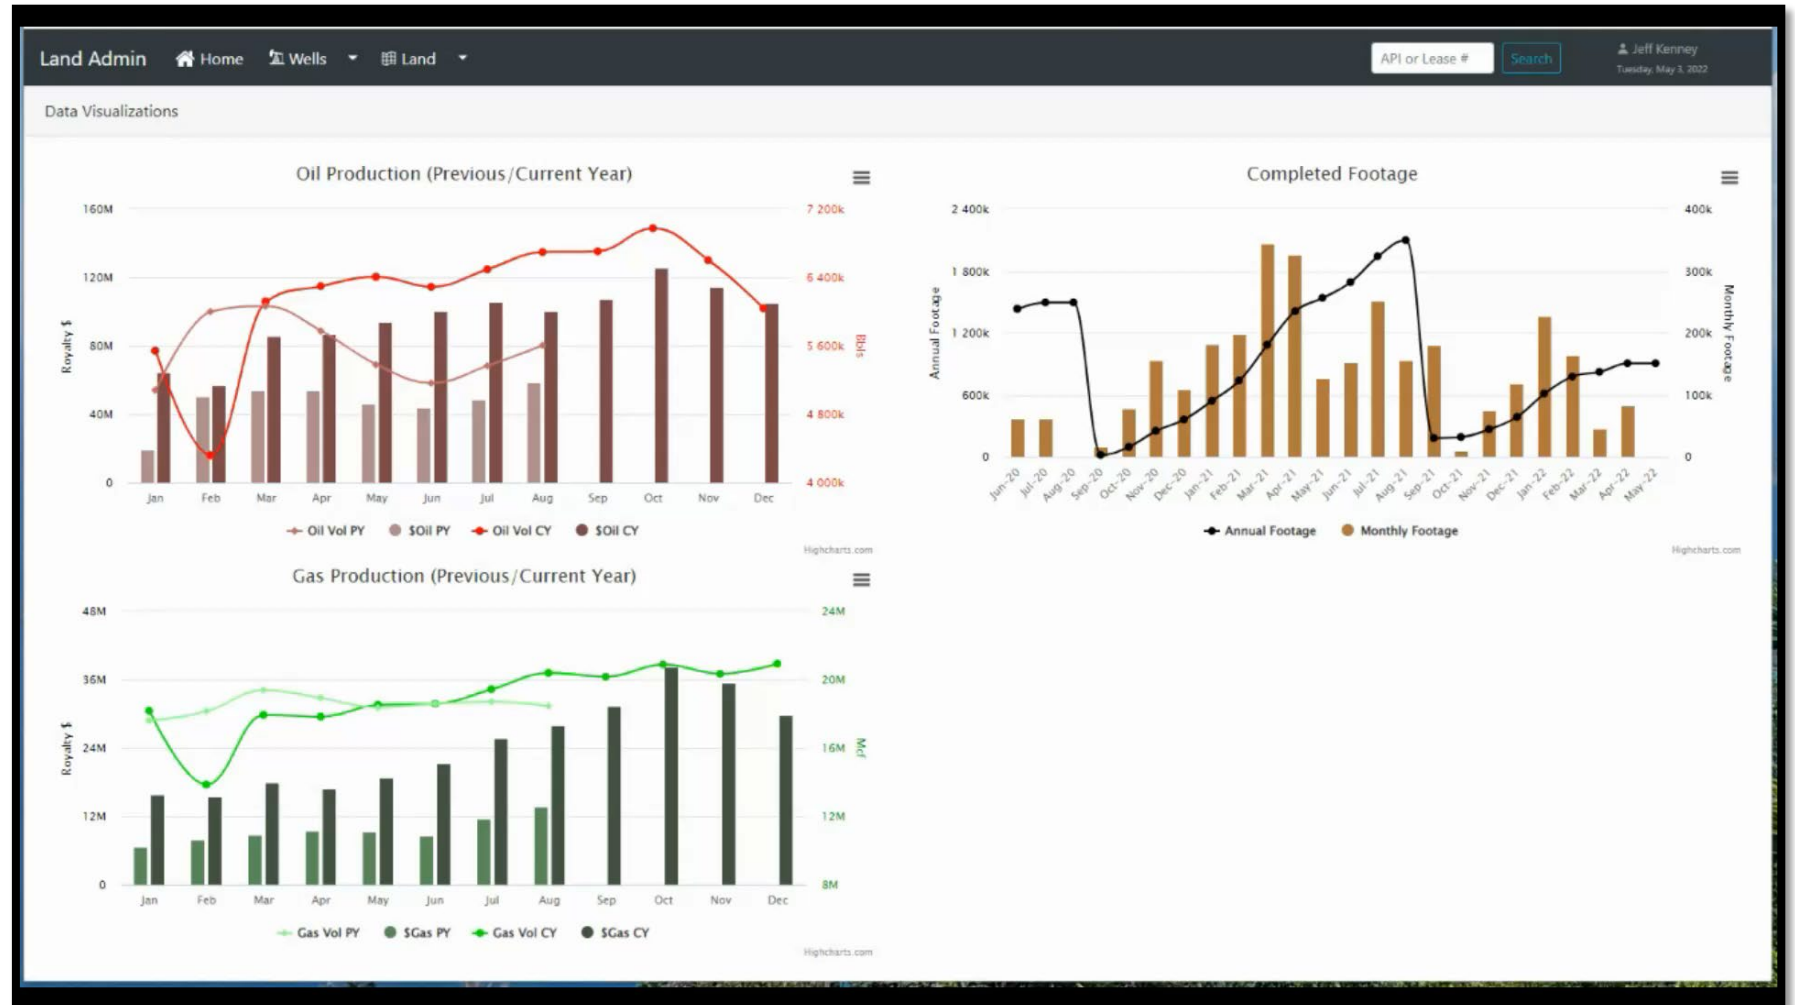 Land Admin Home Wells Land API or Lease # Search Jeff Kenney
Tuesday, May 3, 2022
Data Visualizations
Oil Production (Previous/Current Year)
160M
120M
80M
40M
0
Royalty $
7 200k
6 400k
5 600k
4 800k
4 000k
Bbls
Jan Feb Mar Apr May Jun Jul Aug Sep Oct Nov Dec
Oil Vol PY $Oil PY Oil Vol CY $Oil CY
Highcharts.com
Completed Footage
2 400k
1 800k
1 200k
600k
0
Annual Footage
400k
300k
200k
100k
0
Monthly Footage
Jun-20 Jul-20 Aug-20 Sep-20 Oct-20 Nov-20 Dec-20 Jan-21 Feb-21 Mar-21 Apr-21 May-21 Jun-21 Jul-21 Aug-21 Sep-21 Oct-21 Nov-21 Dec-21 Jan-22 Feb-22 Mar-22 Apr-22 May-22
Annual Footage Monthly Footage
Highcharts.com
Gas Production (Previous/Current Year)
48M
36M
24M
12M
0
Royalty $
24M
20M
16M
12M
8M
Mcf
Jan Feb Mar Apr May Jun Jul Aug Sep Oct Nov Dec
Gas Vol PY $Gas PY Gas Vol CY $Gas CY
Highcharts.com